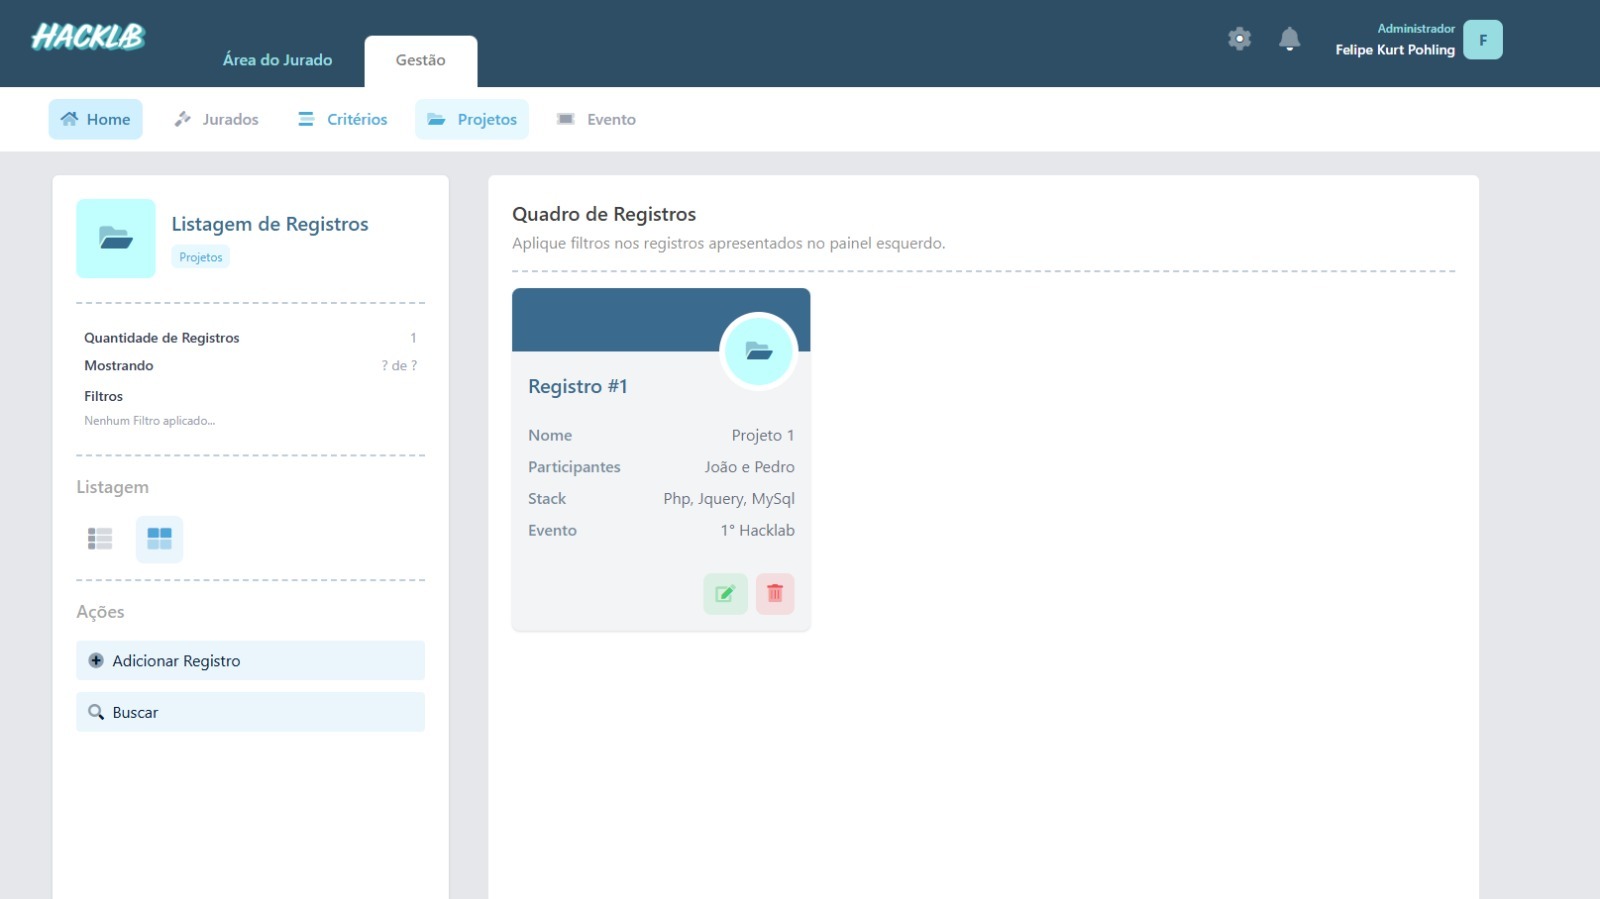 HACKLAB
Área do Jurado
Gestão
Administrador
Felipe Kurt Pohling
F
Home
Jurados
Critérios
Projetos
Evento
Listagem de Registros
Projetos
Quantidade de Registros 1
Mostrando ? de ?
Filtros
Nenhum Filtro aplicado...
Listagem
Ações
Adicionar Registro
Buscar
Quadro de Registros
Aplique filtros nos registros apresentados no painel esquerdo.
Registro #1
Nome Projeto 1
Participantes João e Pedro
Stack Php, Jquery, MySql
Evento 1° Hacklab